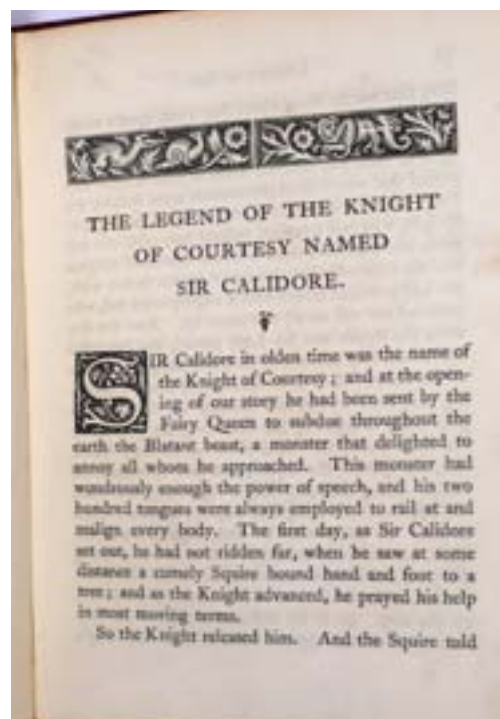 THE LEGEND OF THE KNIGHT
OF COURTESY NAMED
SIR CALIDORE.
SIR Calidore in olden time was the name of
the Knight of Courtesy ; and at the open-
ing of our story he had been sent by the
Fairy Queen to subdue throughout the
earth the Blatant beast, a monster that delighted to
annoy all whom he approached. This monster had
wondrously enough the power of speech, and his two
hundred tongues were always employed to rail at and
malign every body. The first day, as Sir Calidore
set out, he had not ridden far, when he saw at some
distance a comely Squire bound hand and foot to a
tree ; and as the Knight advanced, he prayed his help
in most moving terms.
So the Knight released him. And the Squire told